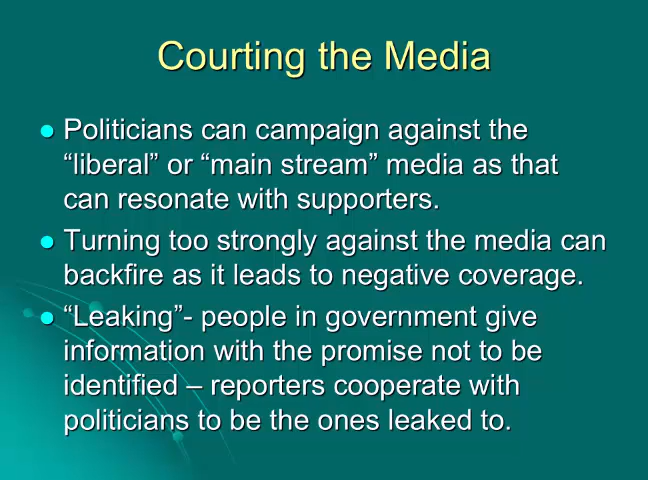 Courting the Media
Politicians can campaign against the
“liberal” or “main stream” media as that
can resonate with supporters.
Turning too strongly against the media can
backfire as it leads to negative coverage.
“Leaking”- people in government give
information with the promise not to be
identified – reporters cooperate with
politicians to be the ones leaked to.